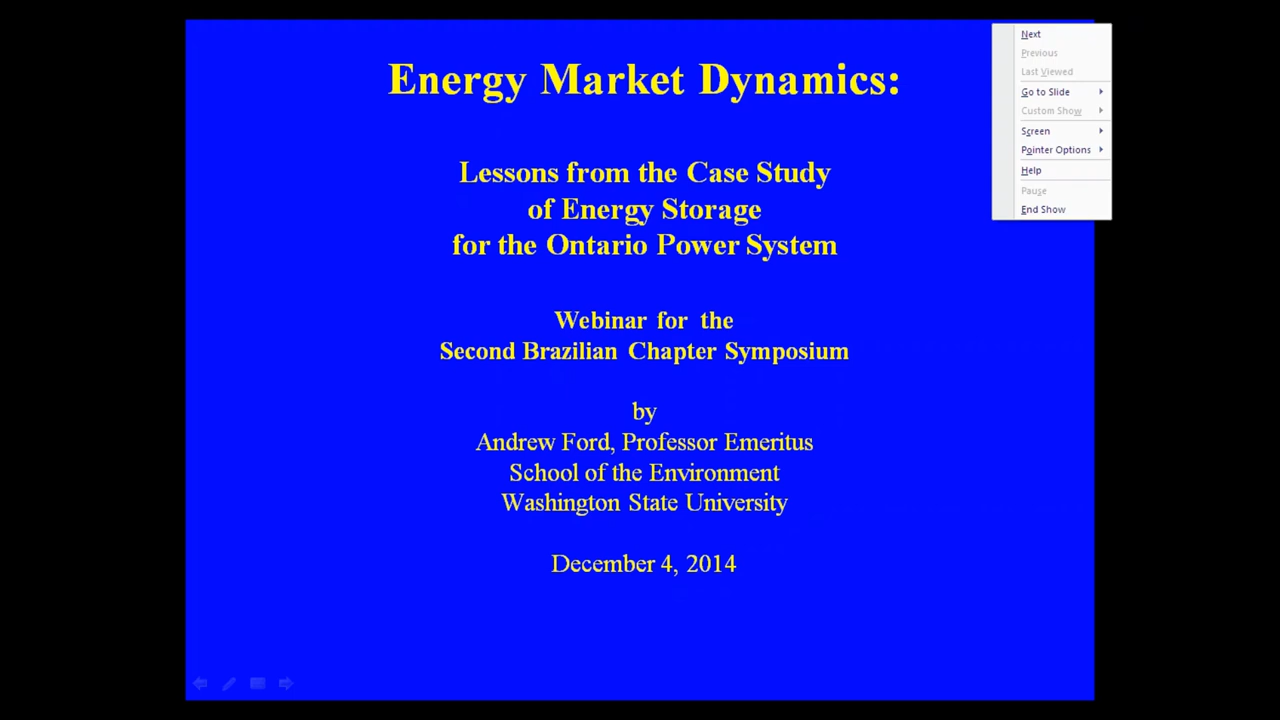 Energy Market Dynamics:
Lessons from the Case Study
of Energy Storage
for the Ontario Power System
Webinar for the
Second Brazilian Chapter Symposium
by
Andrew Ford, Professor Emeritus
School of the Environment
Washington State University
December 4, 2014
Next
Previous
Last Viewed
Go to Slide
Custom Show
Screen
Pointer Options
Help
Pause
End Show